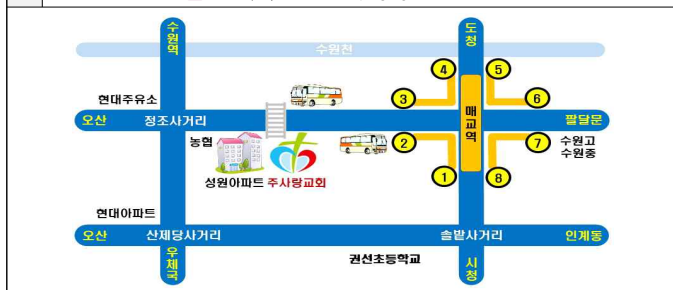 수원역
도청
수원천
4
5
현대주유소
3
6
매교역
오산
정조사거리
팔달문
농협
2
7
수원고
수원중
성원아파트 주사랑교회
1
8
현대아파트
오산
산제당사거리
솔밭사거리
인계동
우체국
권선초등학교
시청